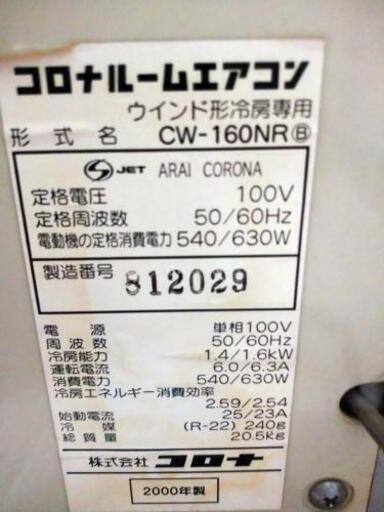 コロナルームエアコン
ウインド形冷房専用
形式名 CW-160NRⒷ
JET ARAI CORONA
定格電圧 100V
定格周波数 50/60Hz
電動機の定格消費電力 540/630W
製造番号 812029
電源 単相100V
周波数 50/60Hz
冷房能力 1.4/1.6kW
運転電流 6.0/6.3A
消費電力 540/630W
冷房エネルギー消費効率
2.59/2.54
始動電流 25/23A
冷媒 (R-22) 240g
総質量 20.5kg
株式会社 コロナ
2000年製